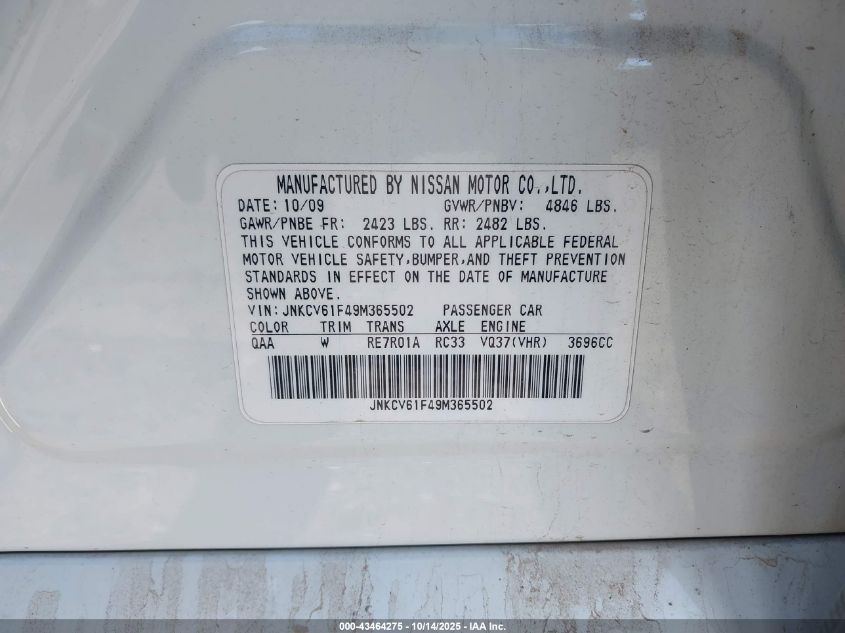 MANUFACTURED BY NISSAN MOTOR CO.,LTD.
DATE: 10/09 GVWR/PNBV: 4846 LBS.
GAWR/PNBE FR: 2423 LBS. RR: 2482 LBS.
THIS VEHICLE CONFORMS TO ALL APPLICABLE FEDERAL
MOTOR VEHICLE SAFETY,BUMPER,AND THEFT PREVENTION
STANDARDS IN EFFECT ON THE DATE OF MANUFACTURE
SHOWN ABOVE.
VIN:JNKCV61F49M365502 PASSENGER CAR
COLOR TRIM TRANS AXLE ENGINE
QAA W RE7R01A RC33 VQ37(VHR) 3696CC
JNKCV61F49M365502
000-43464275 - 10/14/2025 - IAA Inc.